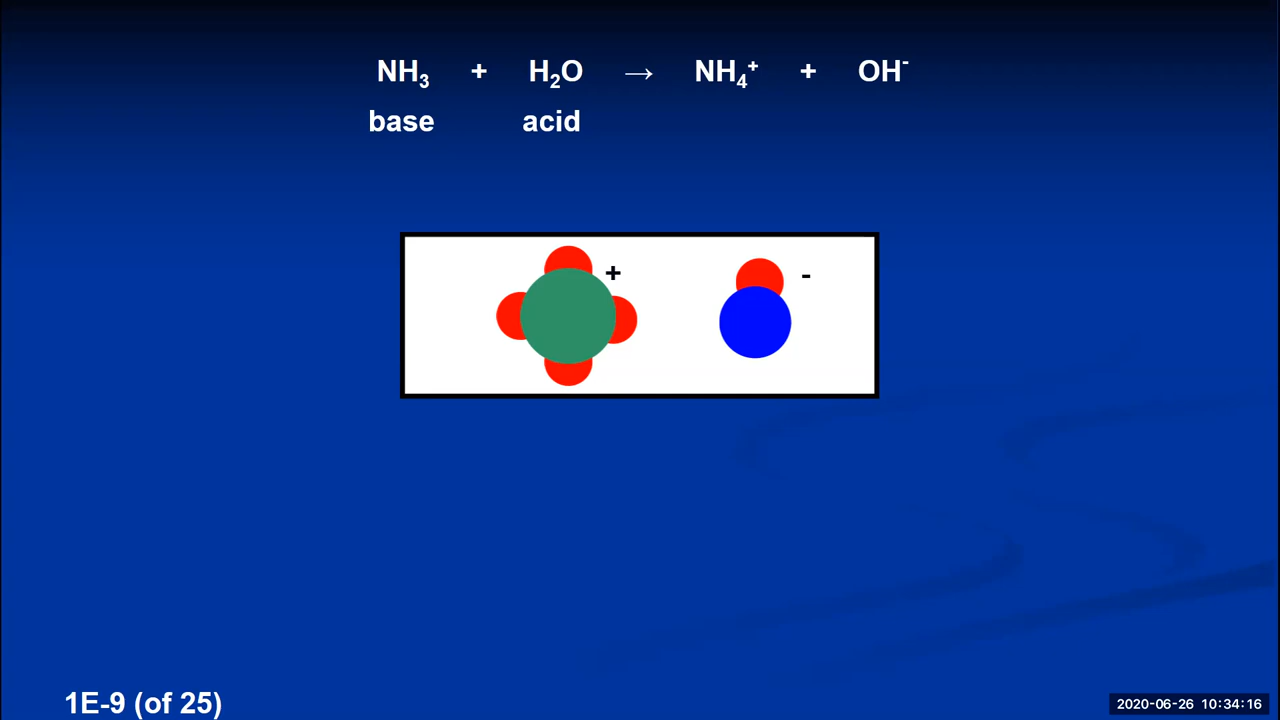 NH₃ + H₂O → NH₄⁺ + OH⁻
base acid
+ -
1E-9 (of 25)
2020-06-26 10:34:16